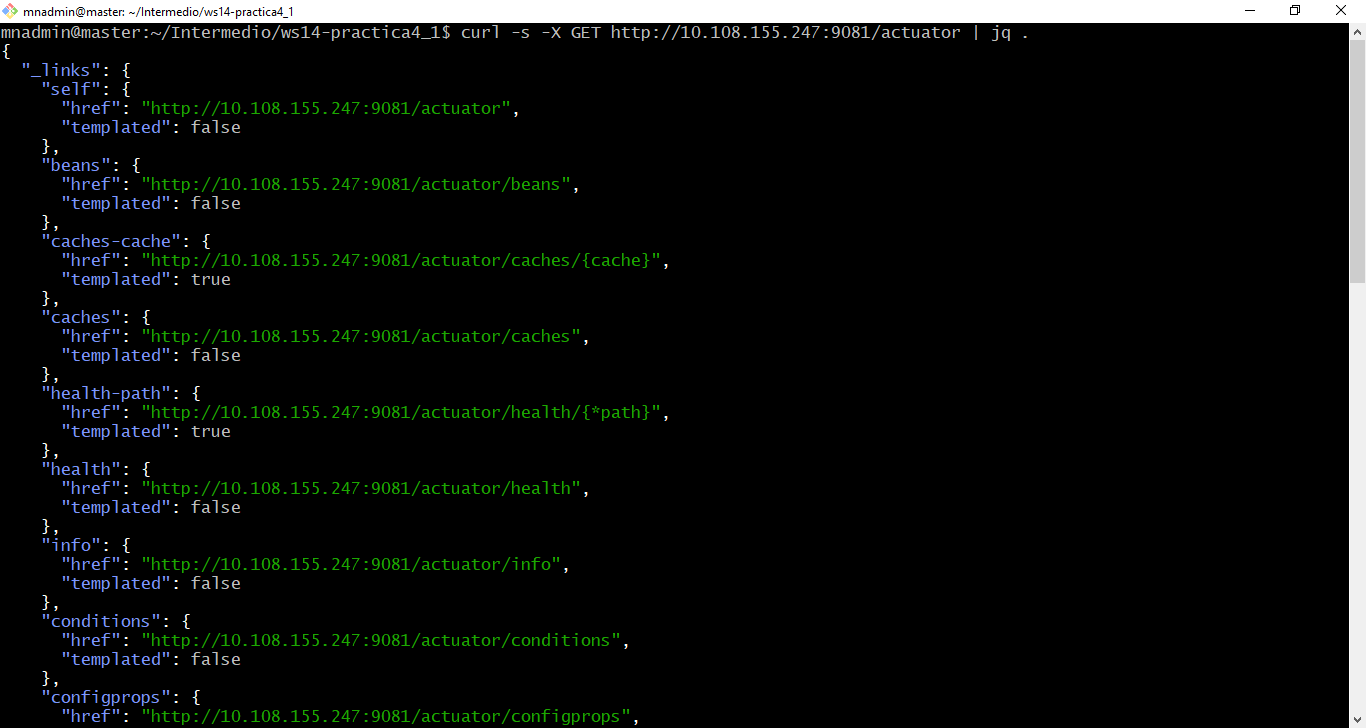 mnadmin@master: ~/Intermedio/ws14-practica4_1
mnadmin@master:~/Intermedio/ws14-practica4_1$ curl -s -X GET http://10.108.155.247:9081/actuator | jq .
{
  "_links": {
    "self": {
      "href": "http://10.108.155.247:9081/actuator",
      "templated": false
    },
    "beans": {
      "href": "http://10.108.155.247:9081/actuator/beans",
      "templated": false
    },
    "caches-cache": {
      "href": "http://10.108.155.247:9081/actuator/caches/{cache}",
      "templated": true
    },
    "caches": {
      "href": "http://10.108.155.247:9081/actuator/caches",
      "templated": false
    },
    "health-path": {
      "href": "http://10.108.155.247:9081/actuator/health/{*path}",
      "templated": true
    },
    "health": {
      "href": "http://10.108.155.247:9081/actuator/health",
      "templated": false
    },
    "info": {
      "href": "http://10.108.155.247:9081/actuator/info",
      "templated": false
    },
    "conditions": {
      "href": "http://10.108.155.247:9081/actuator/conditions",
      "templated": false
    },
    "configprops": {
      "href": "http://10.108.155.247:9081/actuator/configprops",